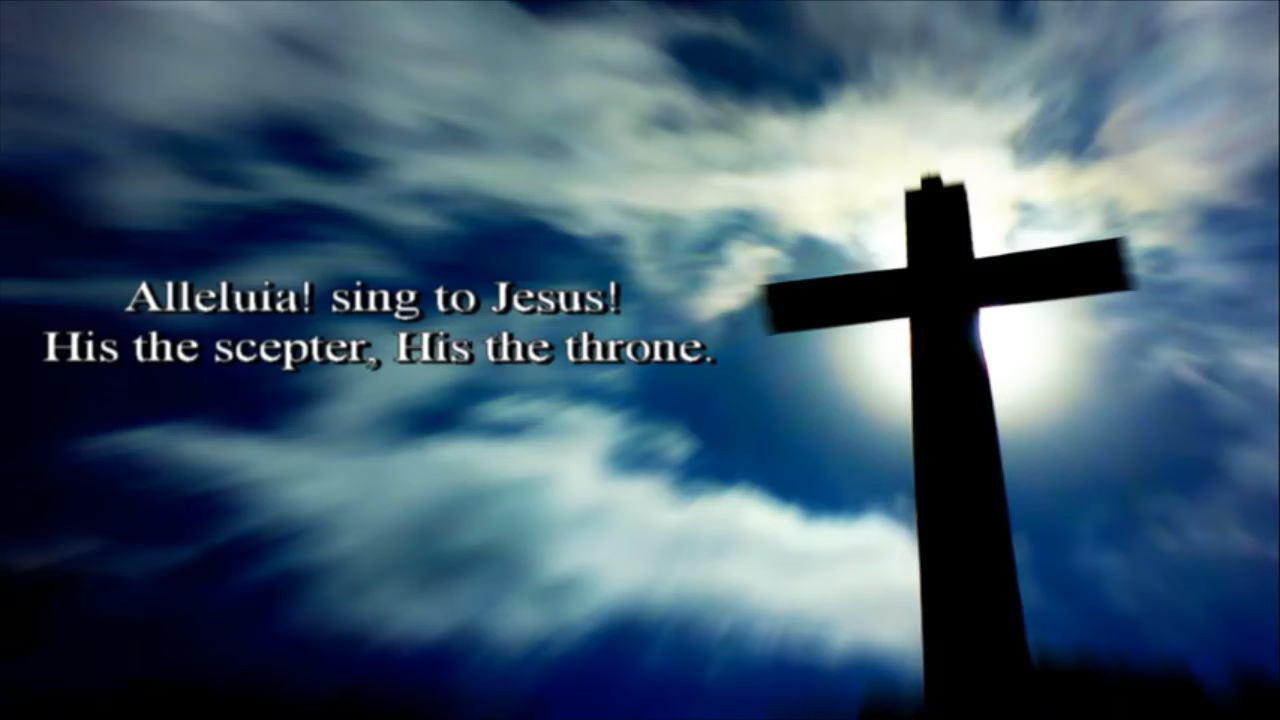 Alleluia! sing to Jesus!
His the scepter, His the throne.